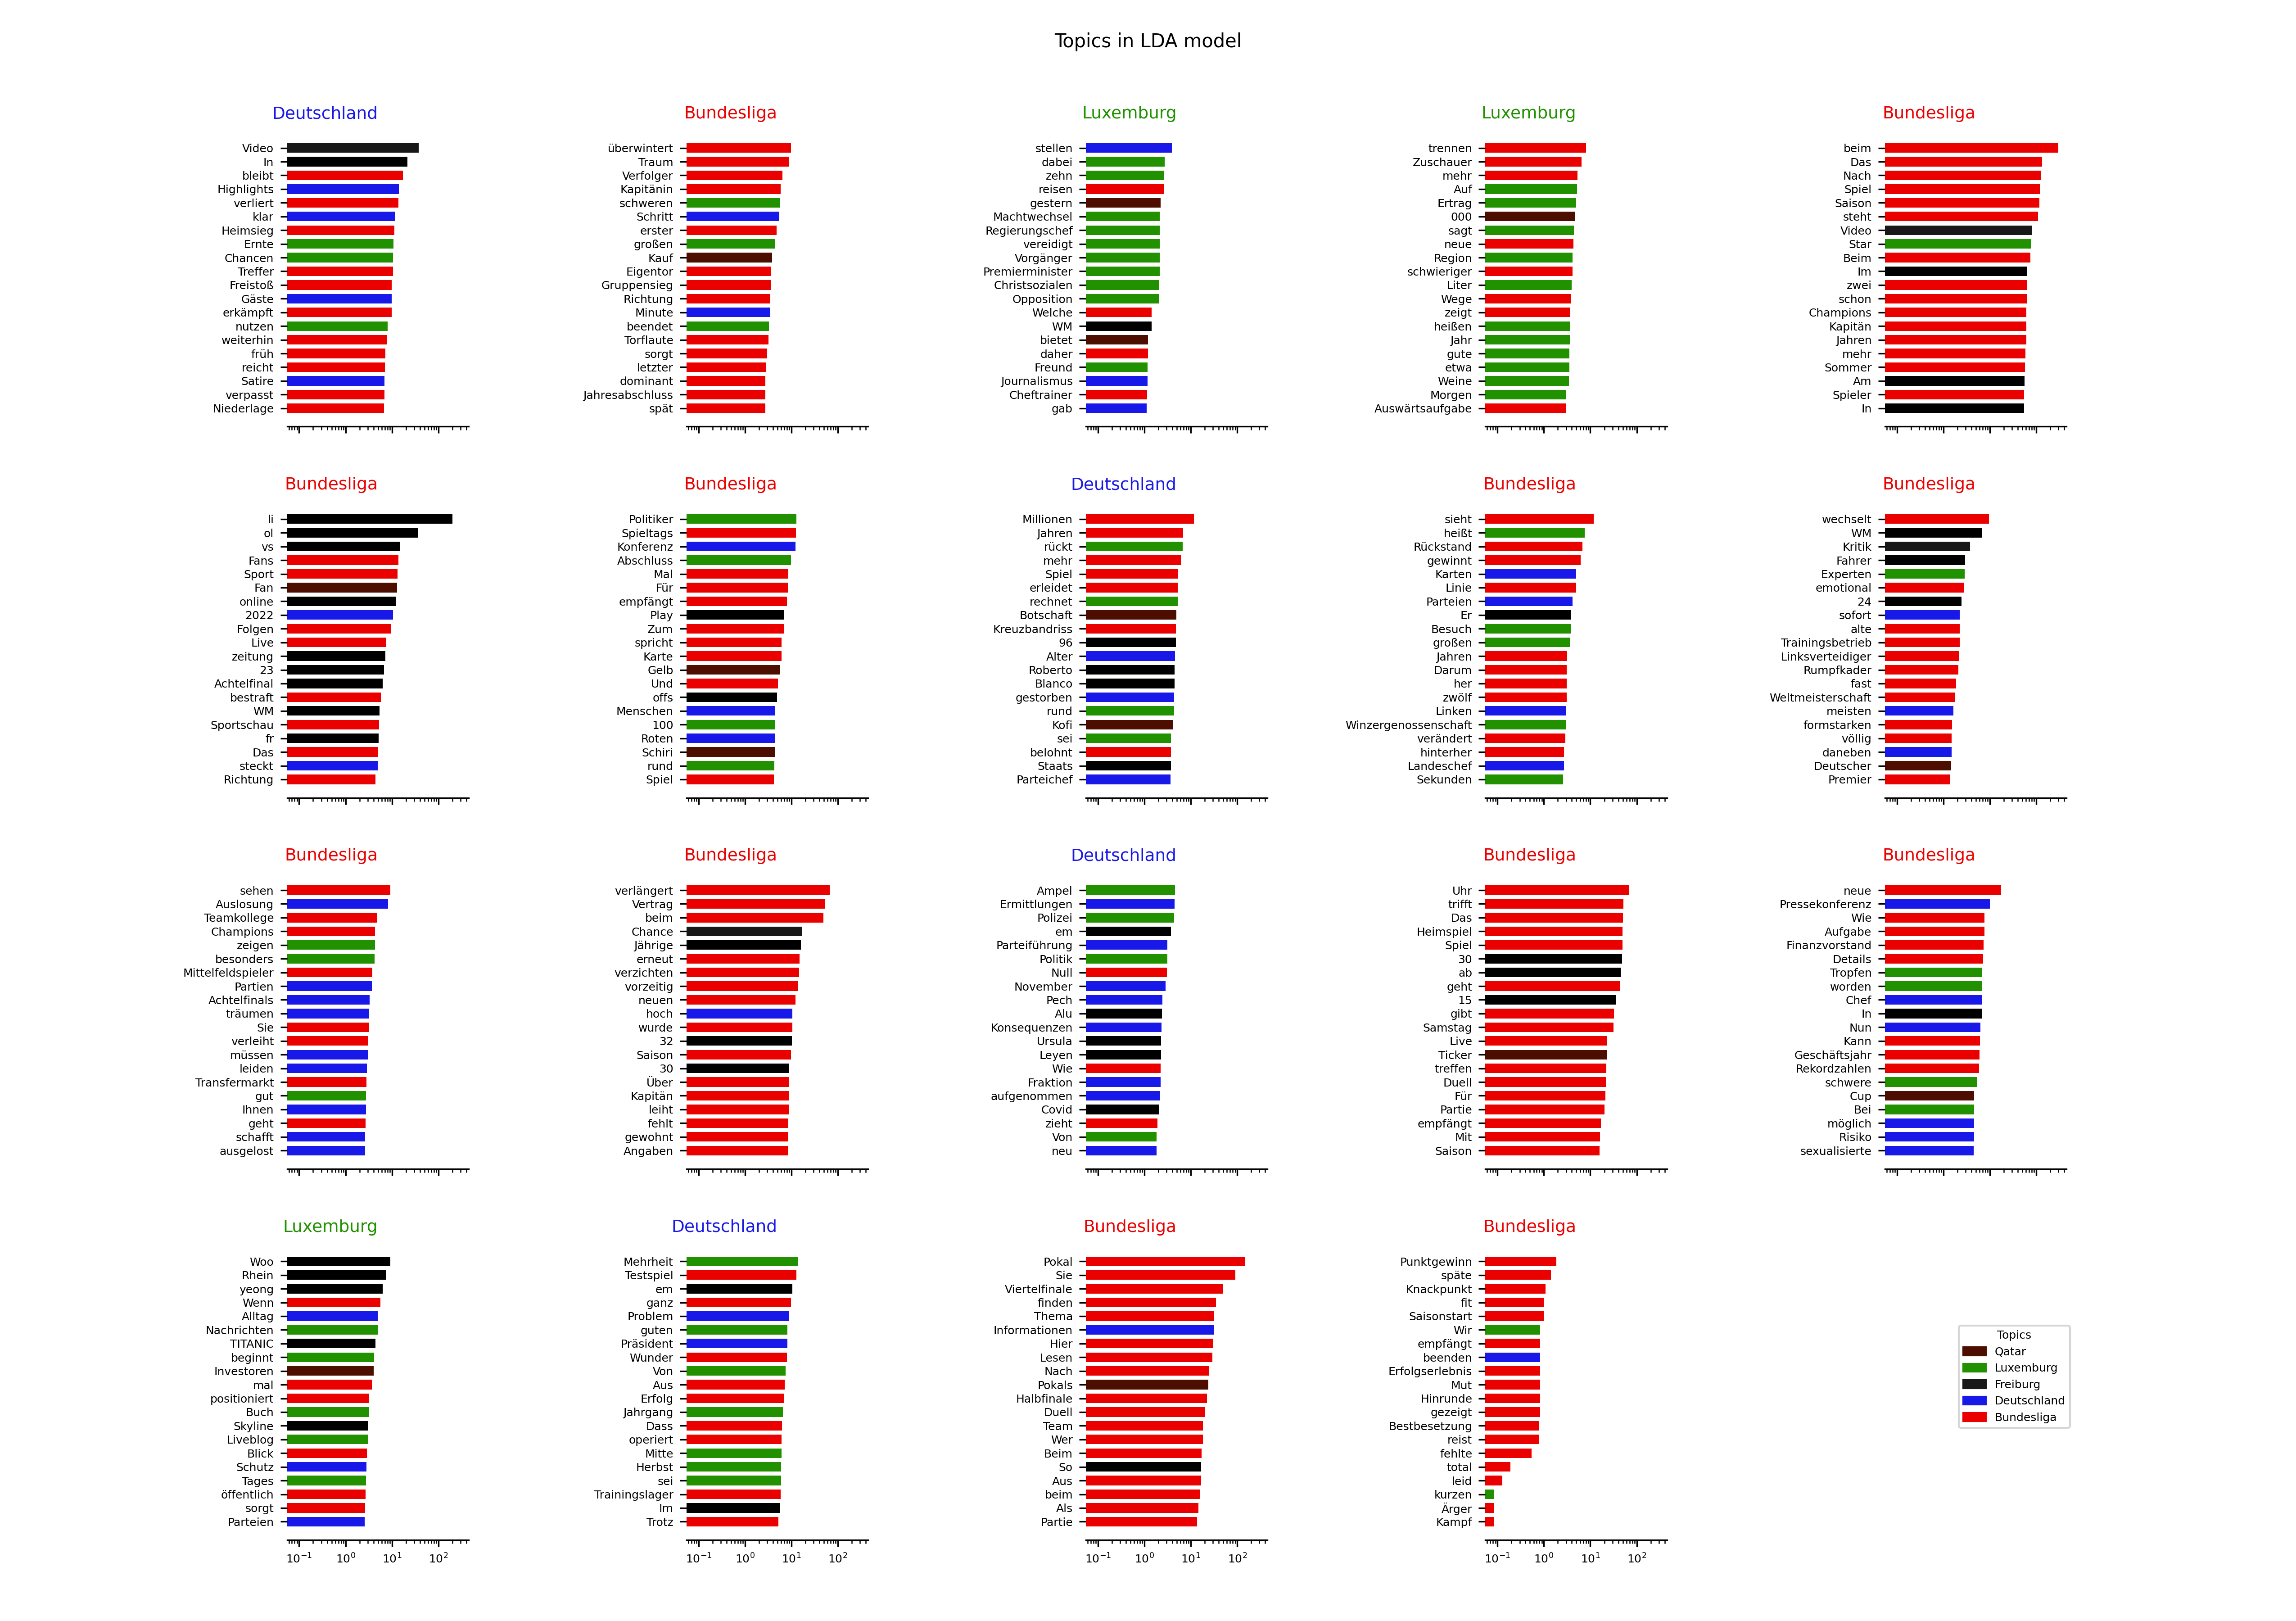 Topics in LDA model
Deutschland
Video
In
bleibt
Highlights
verliert
klar
Heimsieg
Ernte
Chancen
Treffer
Freistoß
Gäste
erkämpft
nutzen
weiterhin
früh
reicht
Satire
verpasst
Niederlage
Bundesliga
überwintert
Traum
Verfolger
Kapitänin
schweren
Schritt
erster
großen
Kauf
Eigentor
Gruppensieg
Richtung
Minute
beendet
Torflaute
sorgt
letzter
dominant
Jahresabschluss
spät
Luxemburg
stellen
dabei
zehn
reisen
gestern
Machtwechsel
Regierungschef
vereidigt
Vorgänger
Premierminister
Christsozialen
Opposition
Welche
WM
bietet
daher
Freund
Journalismus
Cheftrainer
gab
Luxemburg
trennen
Zuschauer
mehr
Auf
Ertrag
000
sagt
neue
Region
schwieriger
Liter
Wege
zeigt
heißen
Jahr
gute
etwa
Weine
Morgen
Auswärtsaufgabe
Bundesliga
beim
Das
Nach
Spiel
Saison
steht
Video
Star
Beim
Im
zwei
schon
Champions
Kapitän
Jahren
mehr
Sommer
Am
Spieler
In
Bundesliga
li
ol
vs
Fans
Sport
Fan
online
2022
Folgen
Live
zeitung
23
Achtelfinal
bestraft
WM
Sportschau
fr
Das
steckt
Richtung
Bundesliga
Politiker
Spieltags
Konferenz
Abschluss
Mal
Für
empfängt
Play
Zum
spricht
Karte
Gelb
Und
offs
Menschen
100
Roten
Schiri
rund
Spiel
Deutschland
Millionen
Jahren
rückt
mehr
Spiel
erleidet
rechnet
Botschaft
Kreuzbandriss
96
Alter
Roberto
Blanco
gestorben
rund
Kofi
sei
belohnt
Staats
Parteichef
Bundesliga
sieht
heißt
Rückstand
gewinnt
Karten
Linie
Parteien
Er
Besuch
großen
Jahren
Darum
her
zwölf
Linken
Winzergenossenschaft
verändert
hinterher
Landeschef
Sekunden
Bundesliga
wechselt
WM
Kritik
Fahrer
Experten
emotional
24
sofort
alte
Trainingsbetrieb
Linksverteidiger
Rumpfkader
fast
Weltmeisterschaft
meisten
formstarken
völlig
daneben
Deutscher
Premier
Bundesliga
sehen
Auslosung
Teamkollege
Champions
zeigen
besonders
Mittelfeldspieler
Partien
Achtelfinals
träumen
Sie
verleiht
müssen
leiden
Transfermarkt
gut
Ihnen
geht
schafft
ausgelost
Bundesliga
verlängert
Vertrag
beim
Chance
Jährige
erneut
verzichten
vorzeitig
neuen
hoch
wurde
32
Saison
30
Über
Kapitän
leiht
fehlt
gewohnt
Angaben
Deutschland
Ampel
Ermittlungen
Polizei
em
Parteiführung
Politik
Null
November
Pech
Alu
Konsequenzen
Ursula
Leyen
Wie
Fraktion
aufgenommen
Covid
zieht
Von
neu
Bundesliga
Uhr
trifft
Das
Heimspiel
Spiel
30
ab
geht
15
gibt
Samstag
Live
Ticker
treffen
Duell
Für
Partie
empfängt
Mit
Saison
Bundesliga
neue
Pressekonferenz
Wie
Aufgabe
Finanzvorstand
Details
Tropfen
worden
Chef
In
Nun
Kann
Geschäftsjahr
Rekordzahlen
schwere
Cup
Bei
möglich
Risiko
sexualisierte
Luxemburg
Woo
Rhein
yeong
Wenn
Alltag
Nachrichten
TITANIC
beginnt
Investoren
mal
positioniert
Buch
Skyline
Liveblog
Blick
Schutz
Tages
öffentlich
sorgt
Parteien
10⁻¹ 10⁰ 10¹ 10²
Deutschland
Mehrheit
Testspiel
em
ganz
Problem
guten
Präsident
Wunder
Von
Aus
Erfolg
Jahrgang
Dass
operiert
Mitte
Herbst
sei
Trainingslager
Im
Trotz
10⁻¹ 10⁰ 10¹ 10²
Bundesliga
Pokal
Sie
Viertelfinale
finden
Thema
Informationen
Hier
Lesen
Nach
Pokals
Halbfinale
Duell
Team
Wer
Beim
So
Aus
beim
Als
Partie
10⁻¹ 10⁰ 10¹ 10²
Bundesliga
Punktgewinn
späte
Knackpunkt
fit
Saisonstart
Wir
empfängt
beenden
Erfolgserlebnis
Mut
Hinrunde
gezeigt
Bestbesetzung
reist
fehlte
total
leid
kurzen
Ärger
Kampf
10⁻¹ 10⁰ 10¹ 10²
Topics
Qatar
Luxemburg
Freiburg
Deutschland
Bundesliga